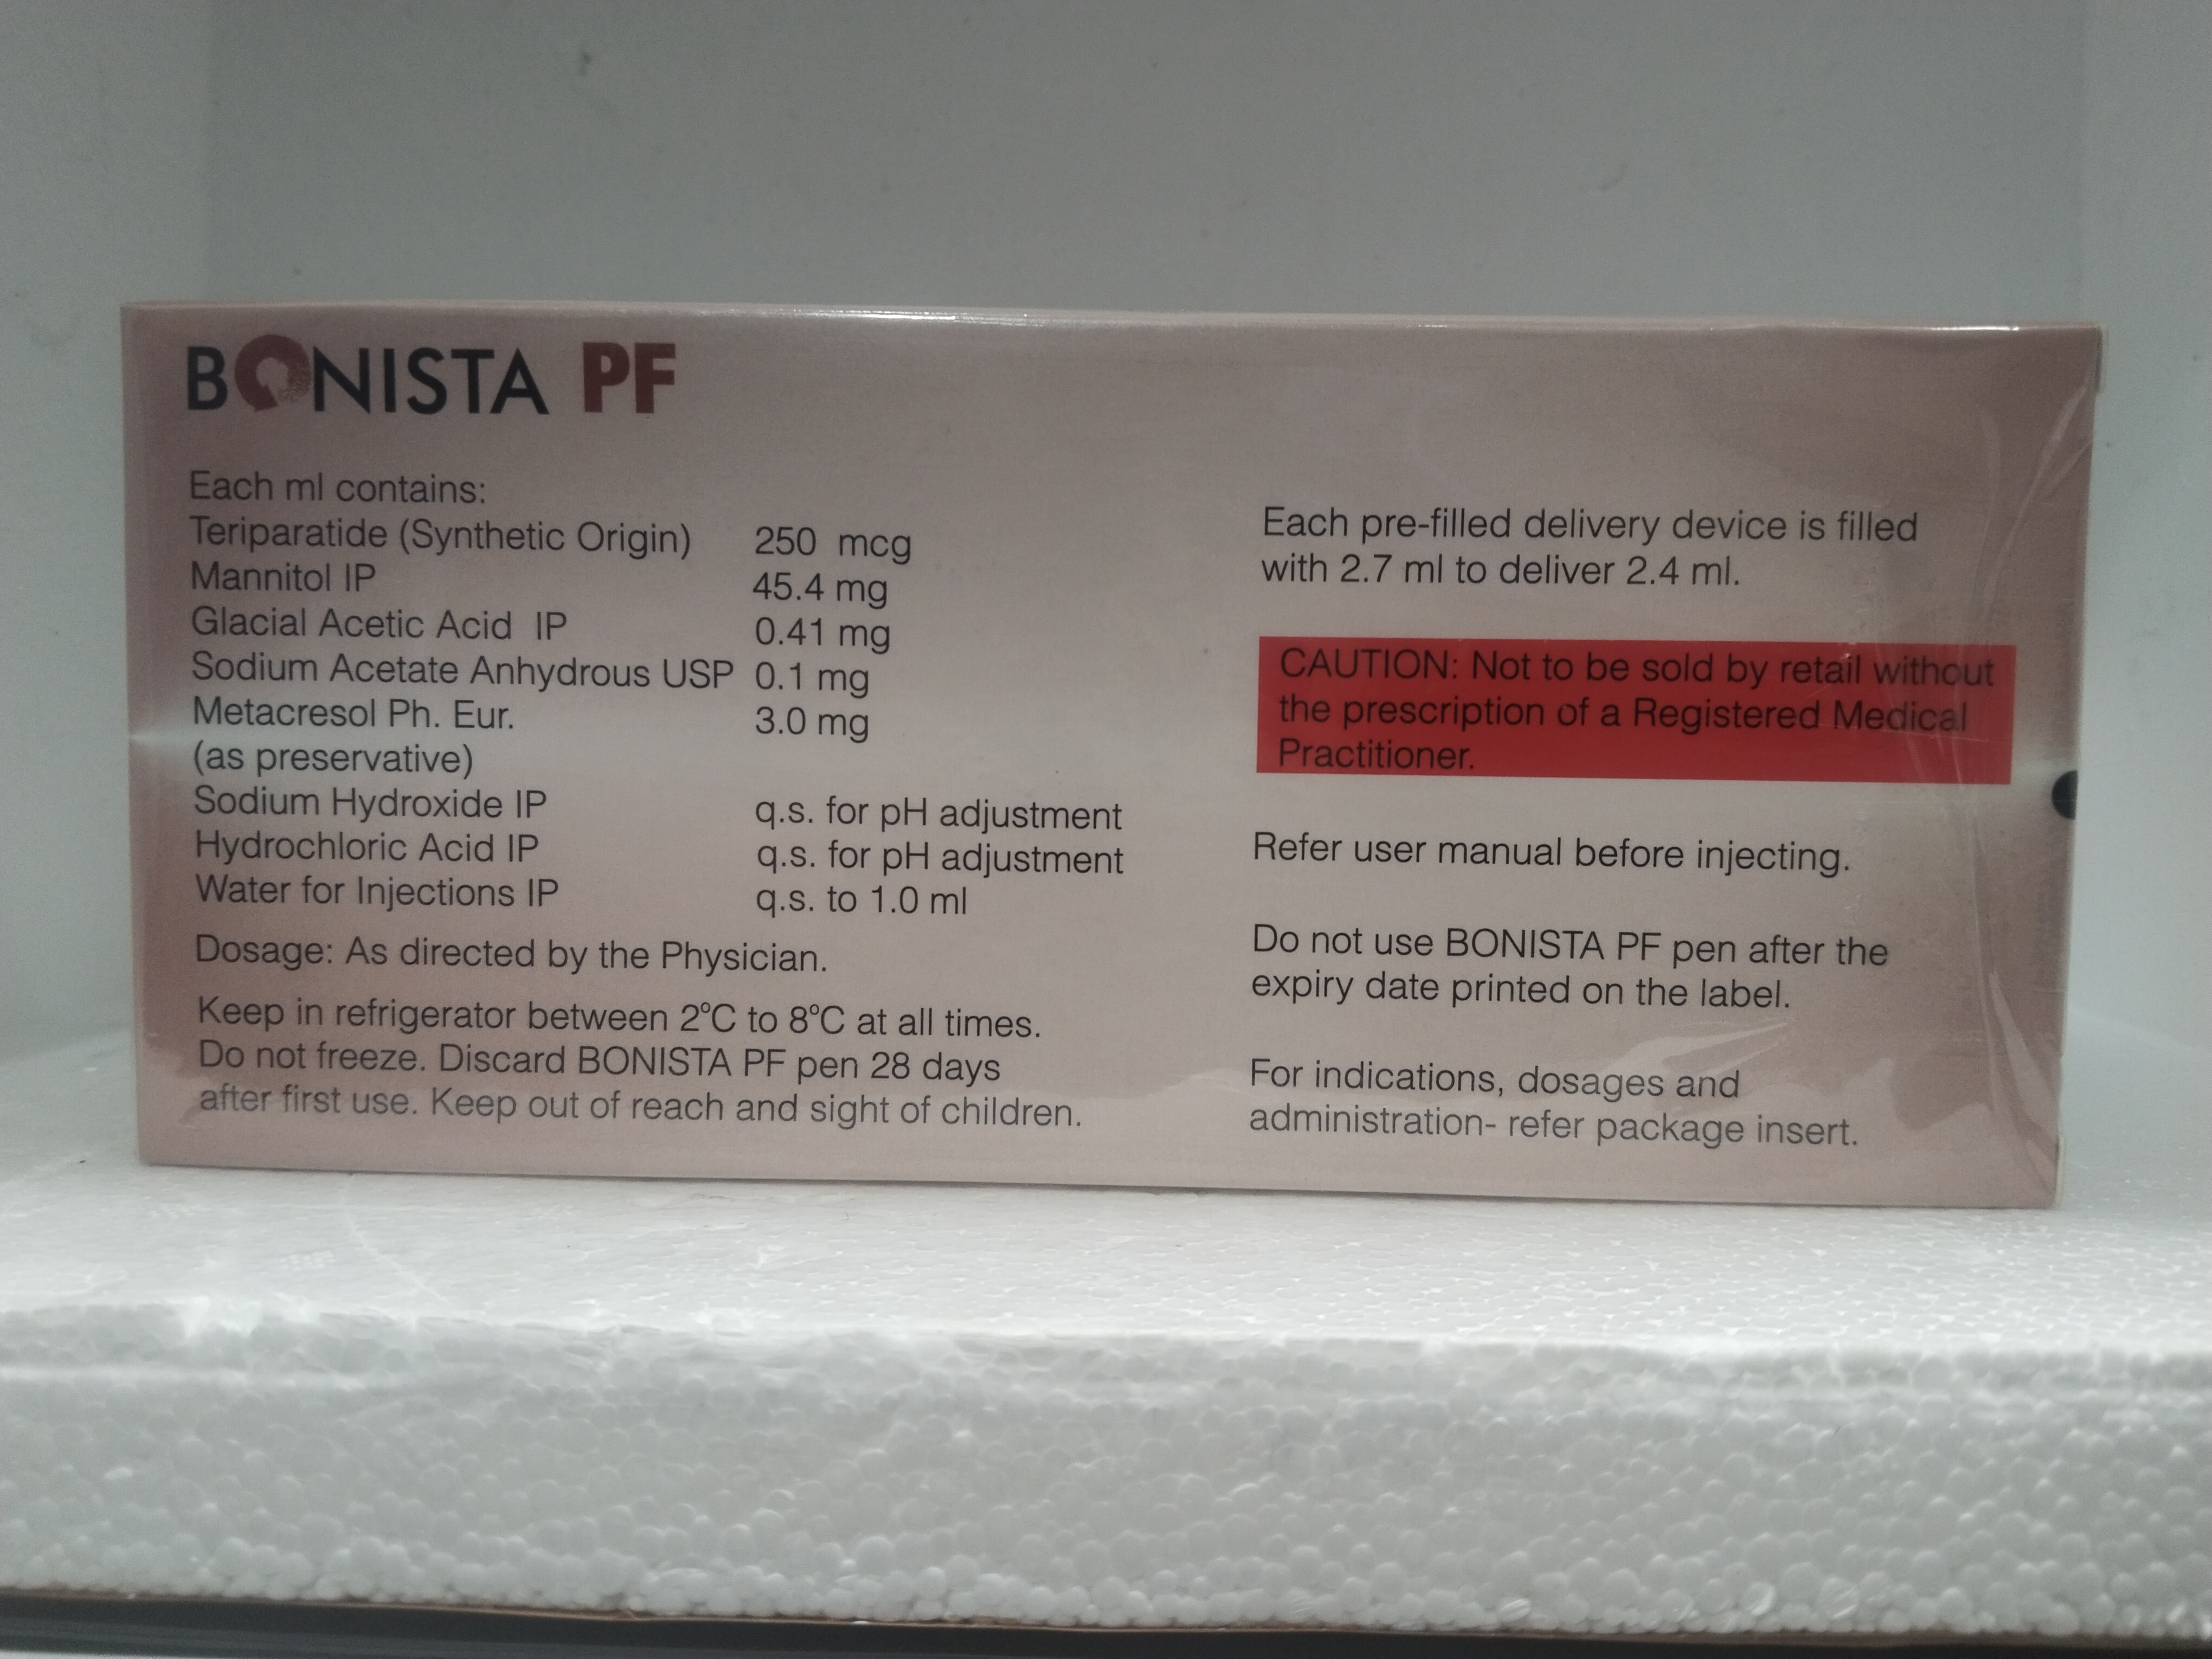 BONISTA PF
Each ml contains:
Teriparatide (Synthetic Origin) 250 mcg
Mannitol IP 45.4 mg
Glacial Acetic Acid IP 0.41 mg
Sodium Acetate Anhydrous USP 0.1 mg
Metacresol Ph. Eur. 3.0 mg
(as preservative)
Sodium Hydroxide IP q.s. for pH adjustment
Hydrochloric Acid IP q.s. for pH adjustment
Water for Injections IP q.s. to 1.0 ml
Dosage: As directed by the Physician.
Keep in refrigerator between 2°C to 8°C at all times.
Do not freeze. Discard BONISTA PF pen 28 days
after first use. Keep out of reach and sight of children.
Each pre-filled delivery device is filled
with 2.7 ml to deliver 2.4 ml.
CAUTION: Not to be sold by retail without
the prescription of a Registered Medical
Practitioner.
Refer user manual before injecting.
Do not use BONISTA PF pen after the
expiry date printed on the label.
For indications, dosages and
administration- refer package insert.